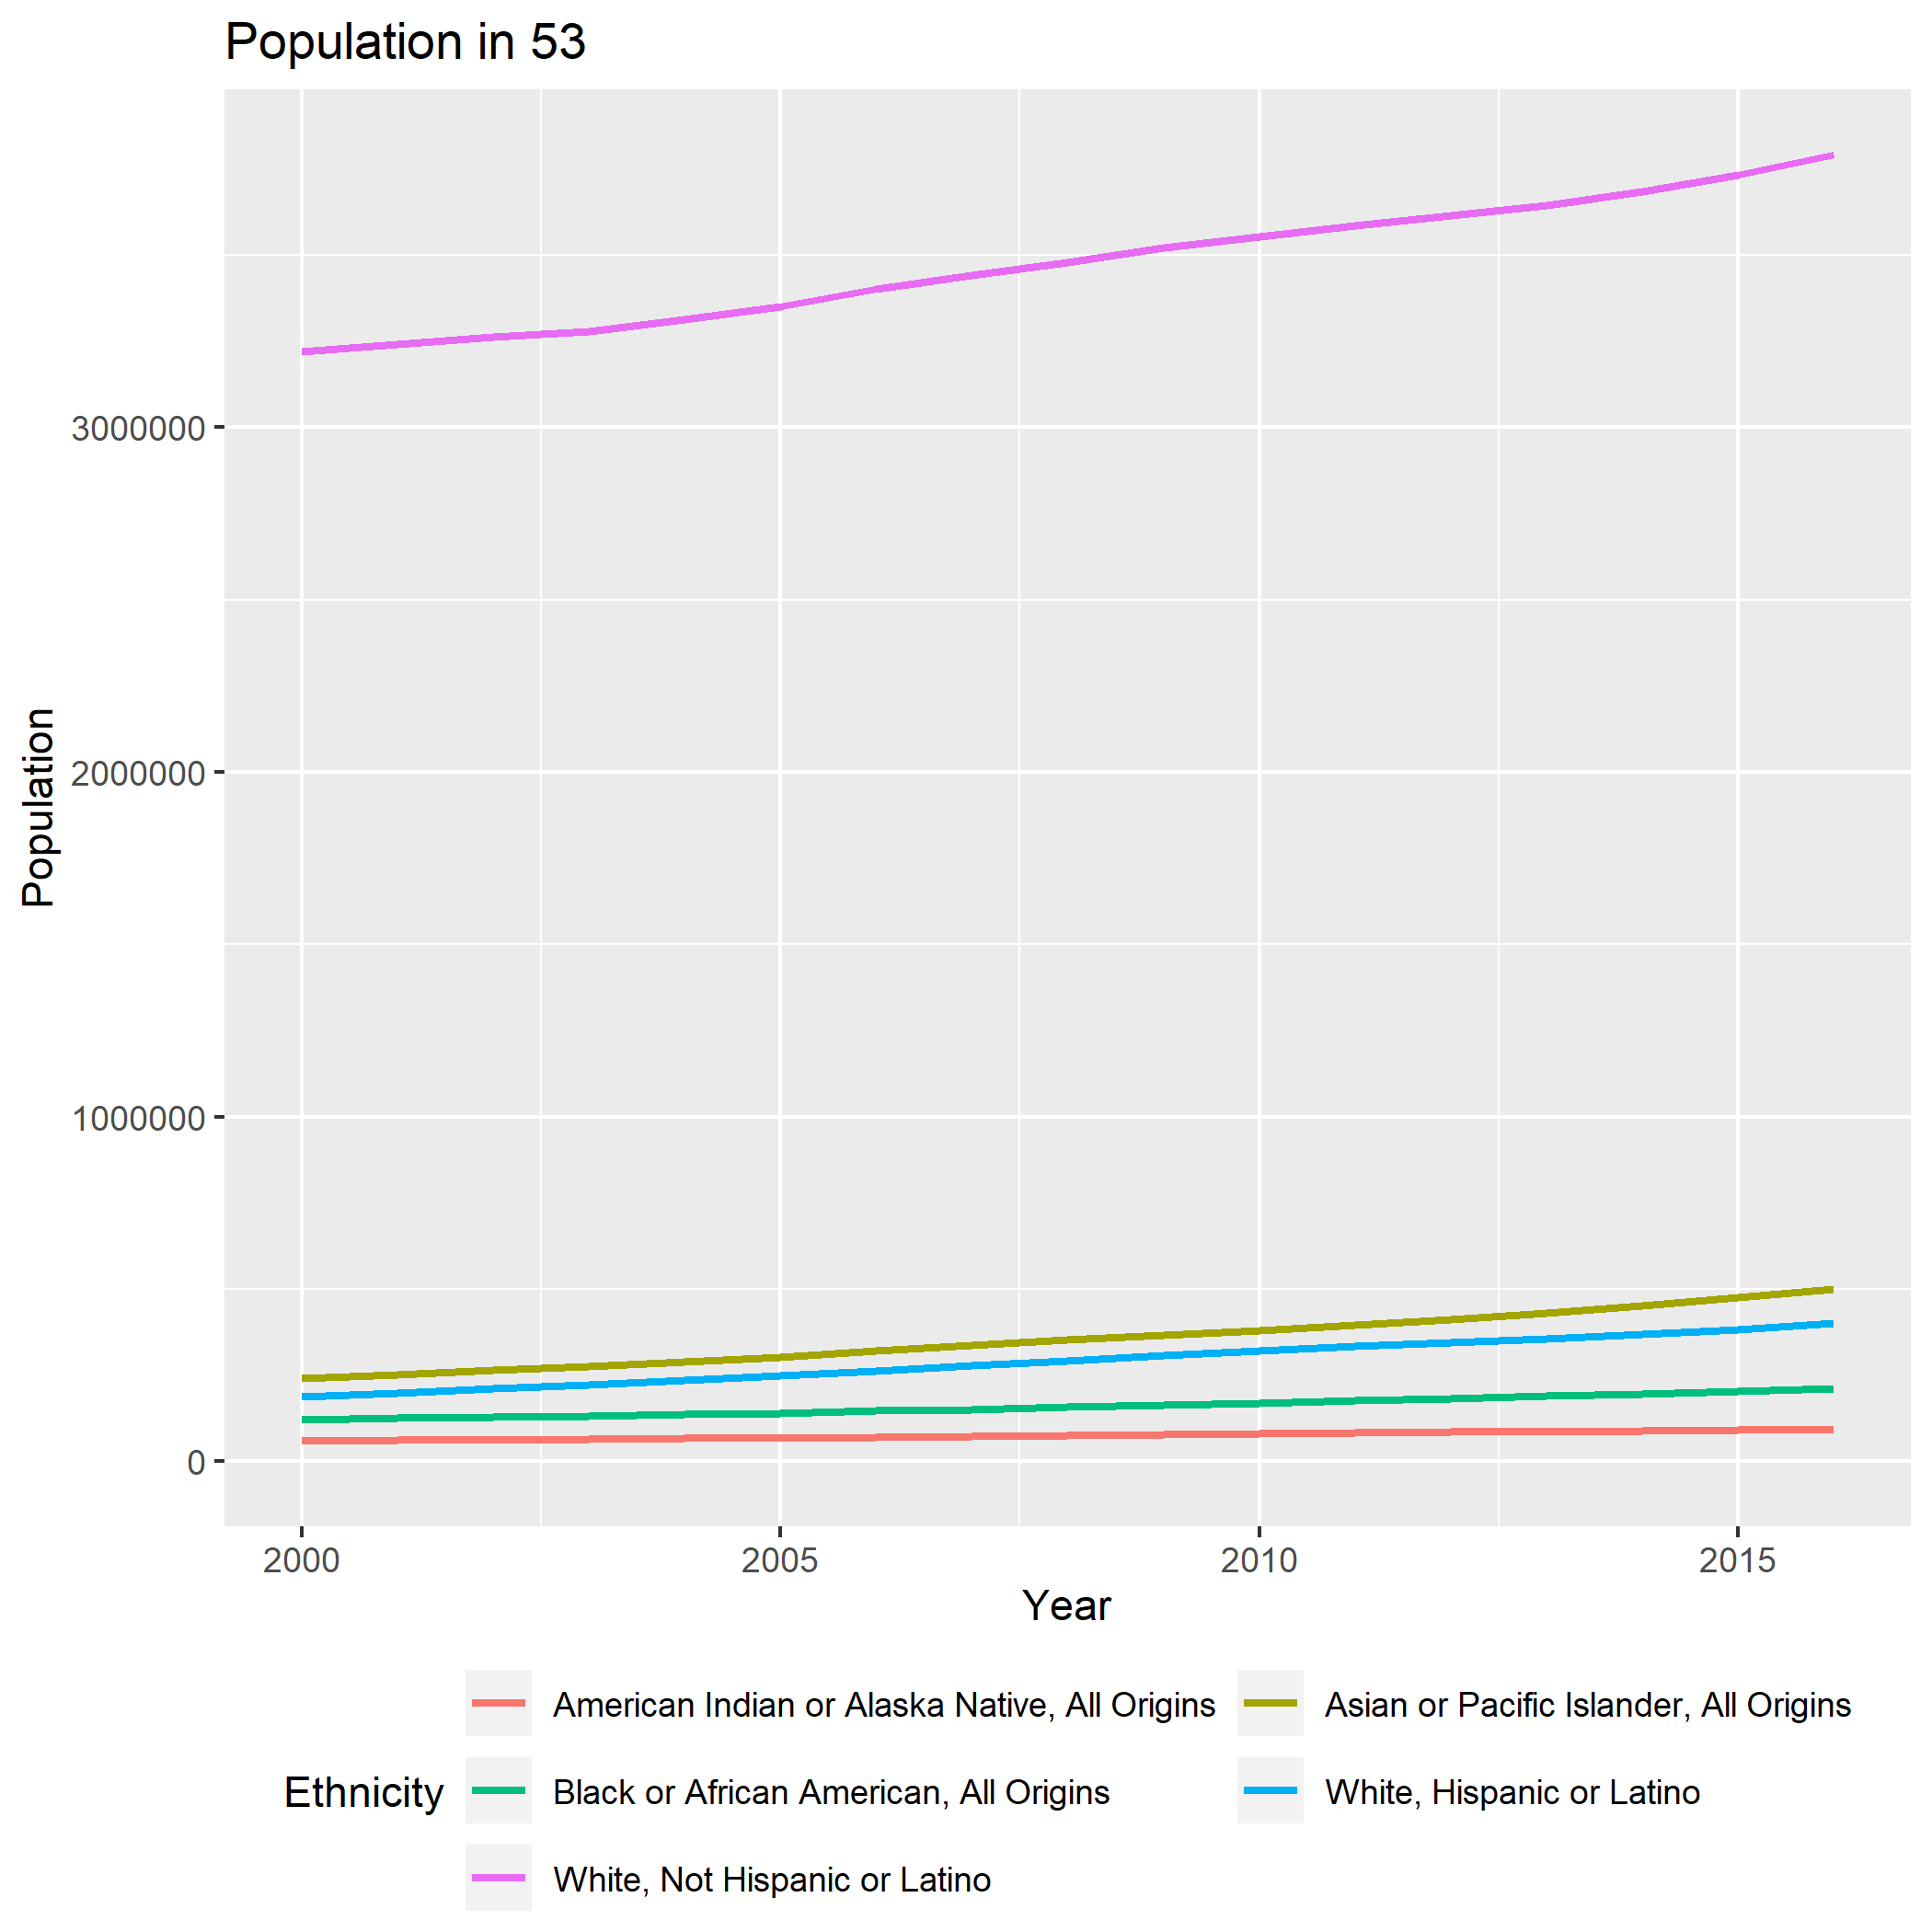 Population in 53
3000000
2000000
1000000
0
Population
2000 2005 2010 2015
Year
Ethnicity
American Indian or Alaska Native, All Origins
Asian or Pacific Islander, All Origins
Black or African American, All Origins
White, Hispanic or Latino
White, Not Hispanic or Latino